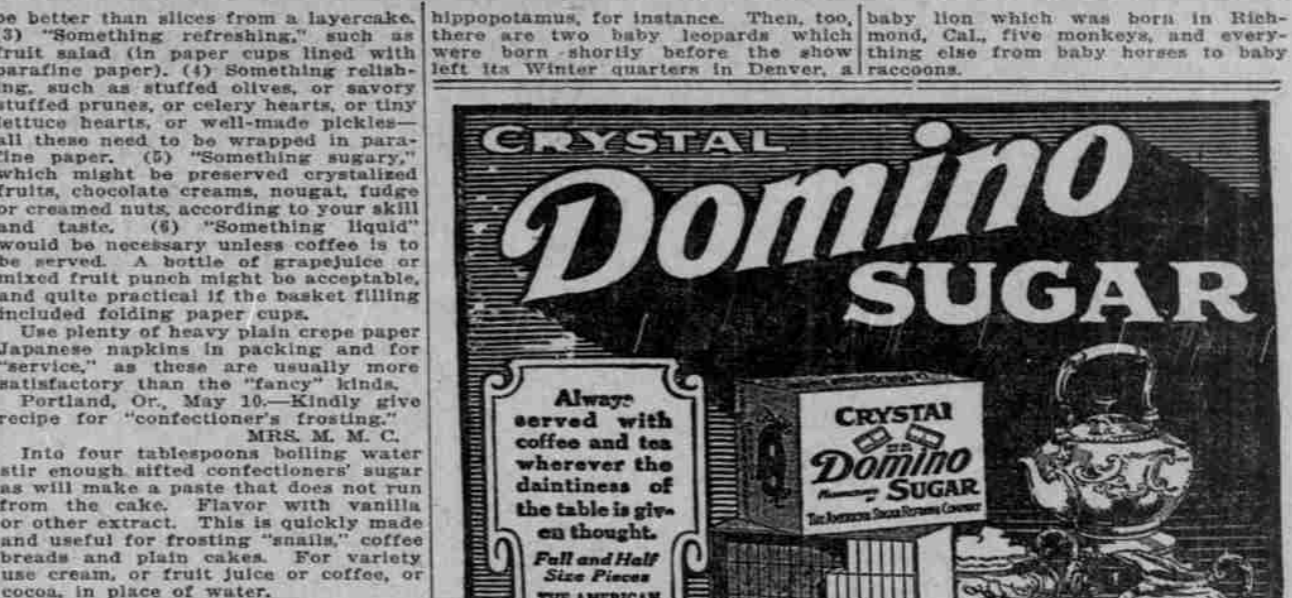 be better than slices from a layercake.
(3) "Something refreshing," such as
fruit salad (in paper cups lined with
parafine paper). (4) Something relish-
ing, such as stuffed olives, or savory
stuffed prunes, or celery hearts, or tiny
lettuce hearts, or well-made pickles—
all these need to be wrapped in para-
fine paper. (5) "Something sugary,"
which might be preserved crystalized
fruits, chocolate creams, nougat, fudge
or creamed nuts, according to your skill
and taste. (6) "Something liquid"
would be necessary unless coffee is to
be served. A bottle of grapejuice or
mixed fruit punch might be acceptable,
and quite practical if the basket filling
included folding paper cups.
Use plenty of heavy plain crepe paper
Japanese napkins in packing and for
"service," as these are usually more
satisfactory than the "fancy" kinds.
Portland, Or., May 10.—Kindly give
recipe for "confectioner's frosting."
MRS. M. M. C.
Into four tablespoons boiling water
stir enough sifted confectioners' sugar
as will make a paste that does not run
from the cake. Flavor with vanilla
or other extract. This is quickly made
and useful for frosting "snails," coffee
breads and plain cakes. For variety
use cream, or fruit juice or coffee, or
cocoa, in place of water.
hippopotamus, for instance. Then, too,
there are two baby leopards which
were born shortly before the show
left its Winter quarters in Denver, a
baby lion which was born in Rich-
mond, Cal., five monkeys, and every-
thing else from baby horses to baby
raccoons.
CRYSTAL
Domino
SUGAR
Always
served with
coffee and tea
wherever the
daintiness of
the table is giv-
en thought.
Full and Half
Size Pieces
THE AMERICAN
CRYSTAL
Domino
SUGAR
THE AMERICAN SUGAR REFINING COMPANY